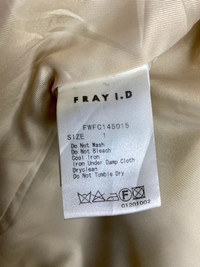 FRAY I.D
FWFC145015
SIZE 1
Do Not Wash
Do Not Bleach
Cool Iron
Iron Under Damp Cloth
Dryclean
Do Not Tumble Dry
F
01201002